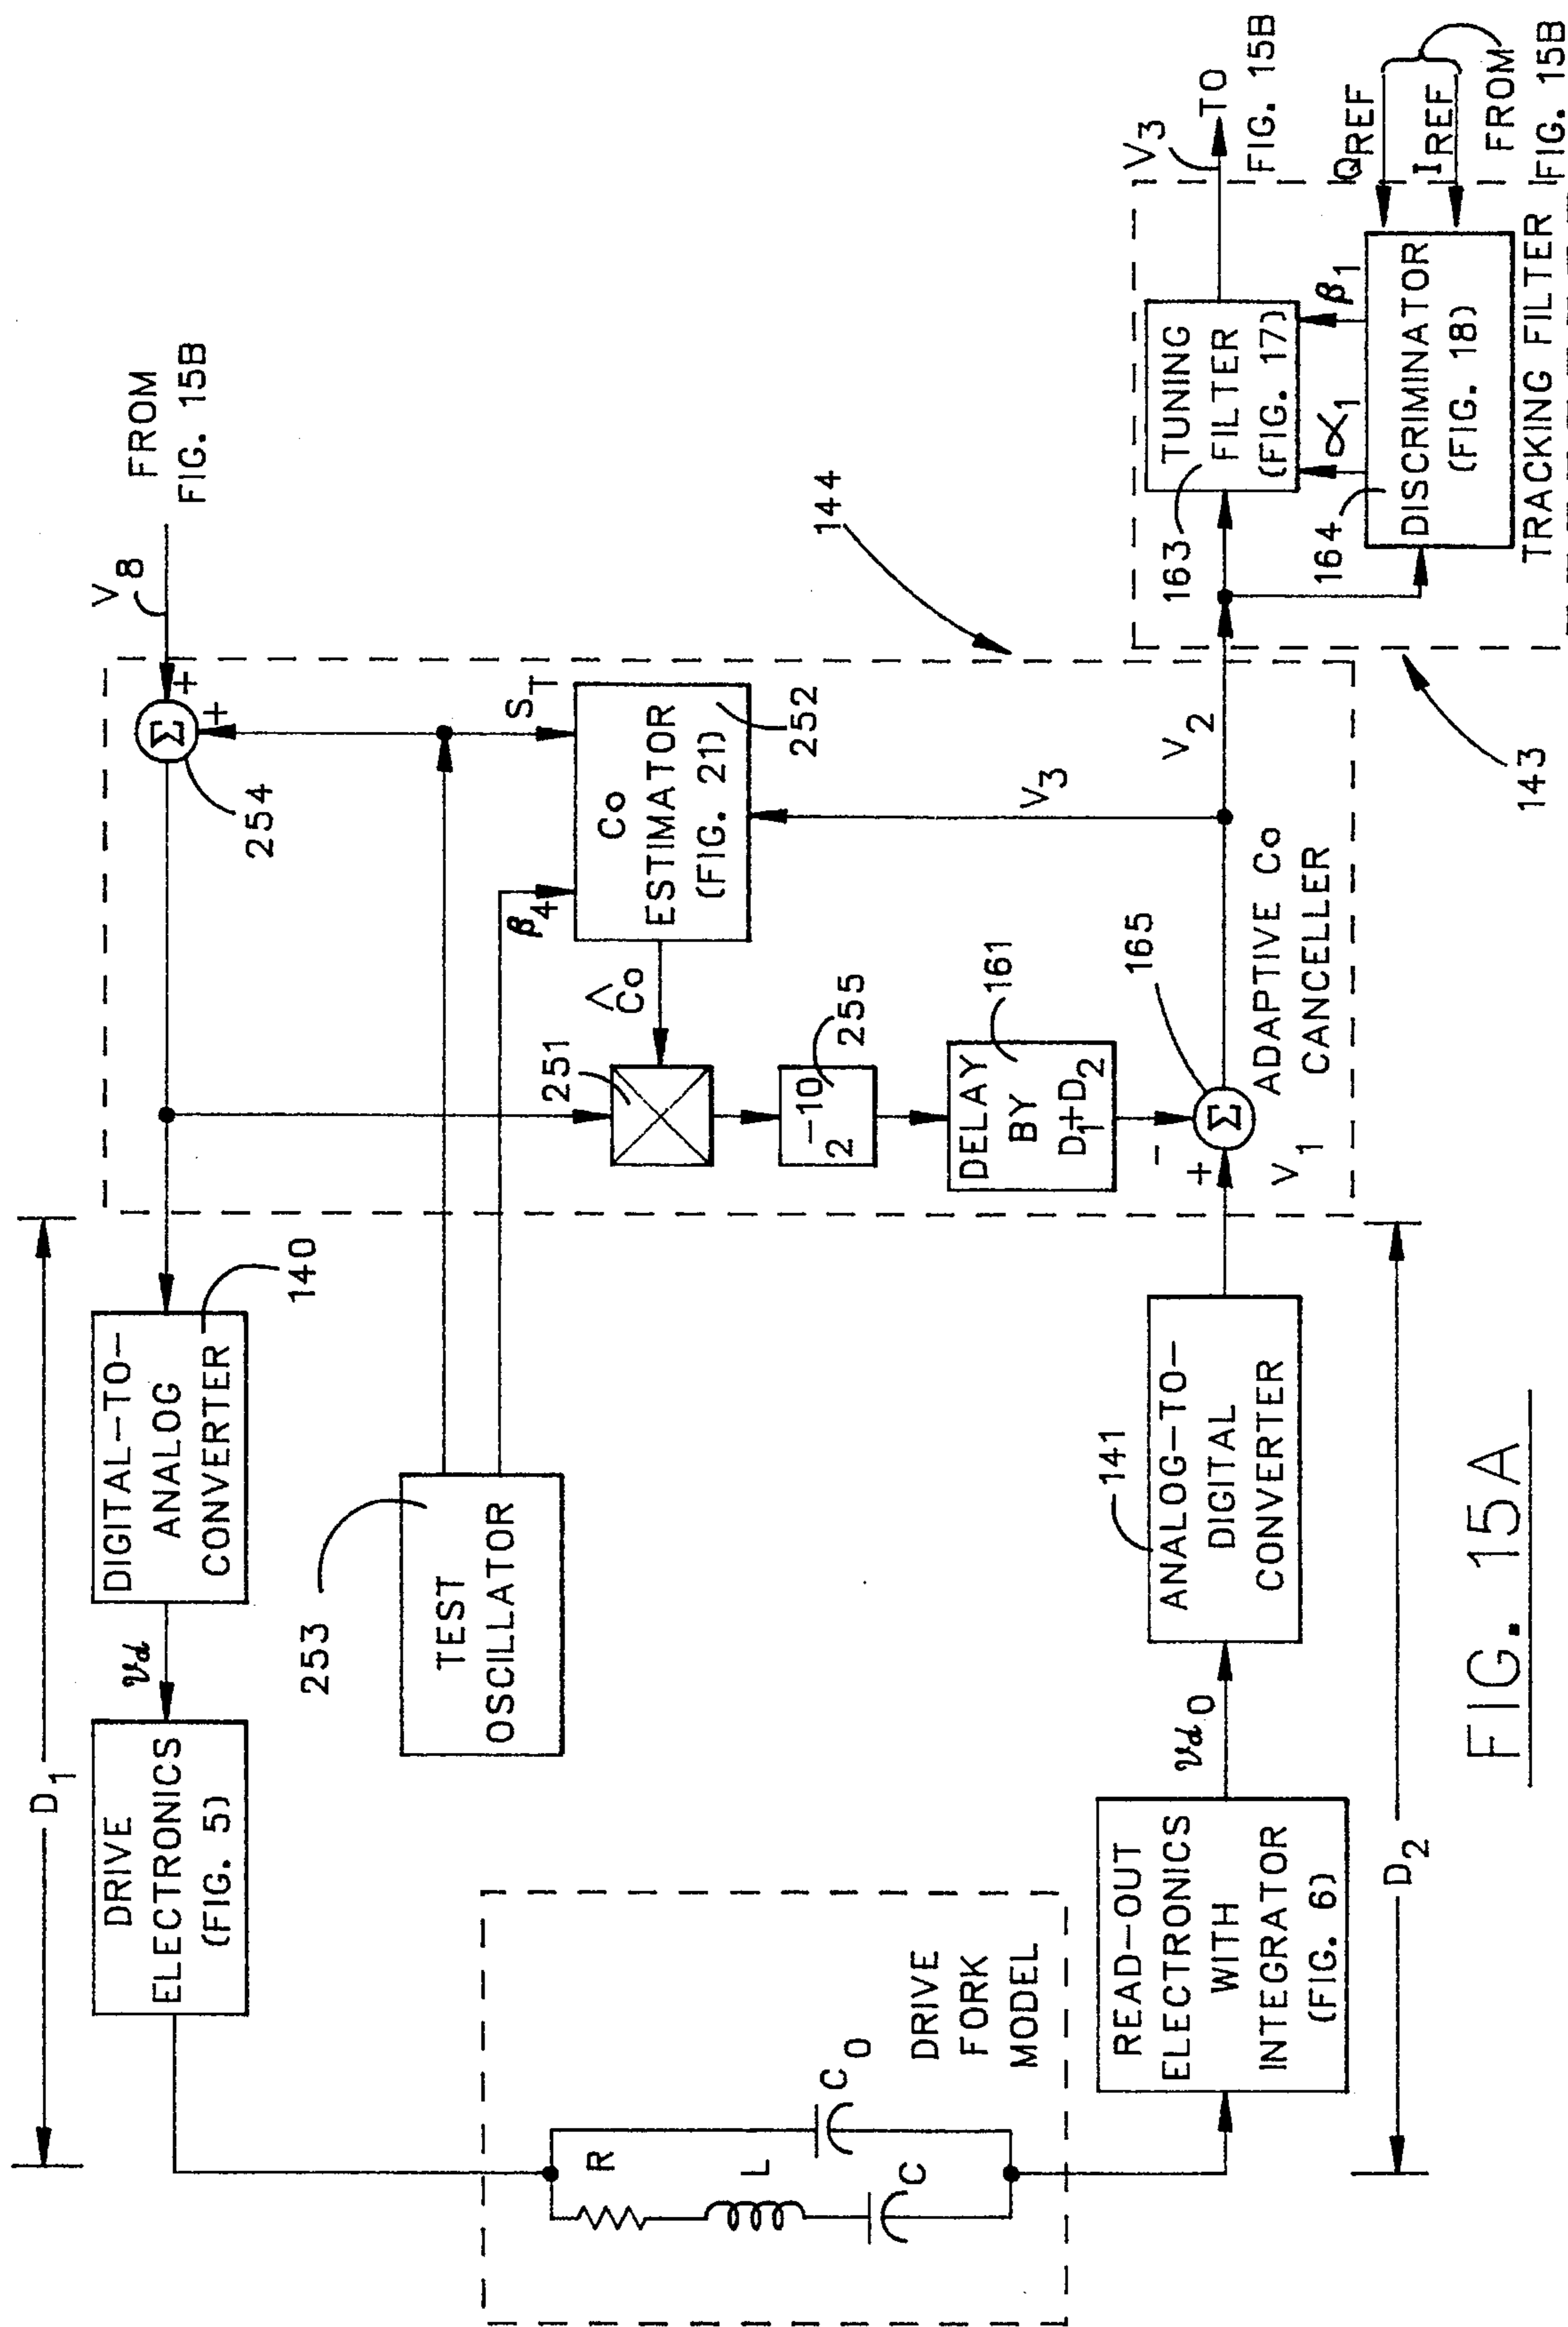 D1
DRIVE
ELECTRONICS
(FIG. 5)
vd
DIGITAL-TO-
ANALOG
CONVERTER
140
254
Σ
+
+
V8
FROM
FIG. 15B
253
TEST
OSCILLATOR
β4
ST
Co
ESTIMATOR
(FIG. 21)
252
Ĉo
251
2-10
255
DELAY
BY
D1+D2
161
144
V3
R
L
C
C0
DRIVE
FORK
MODEL
READ-OUT
ELECTRONICS
WITH
INTEGRATOR
(FIG. 6)
vd0
141
ANALOG-TO-
DIGITAL
CONVERTER
V1
+
-
Σ
165
ADAPTIVE Co
CANCELLER
V2
163
TUNING
FILTER
(FIG. 17)
V3
TO
FIG. 15B
α1
β1
164
DISCRIMINATOR
(FIG. 18)
QREF
IREF
FROM
FIG. 15B
TRACKING FILTER
143
D2
FIG. 15A